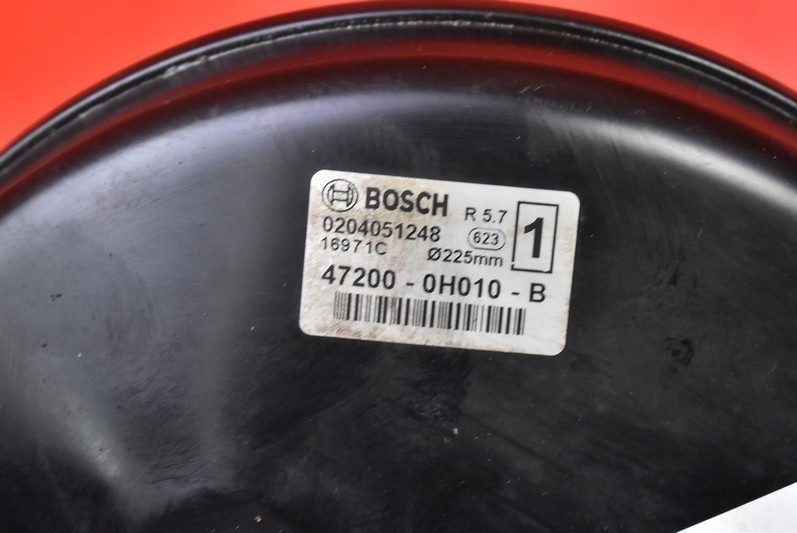 BOSCH R 5.7 1
0204051248 623
16971C Ø225mm
47200 - 0H010 - B